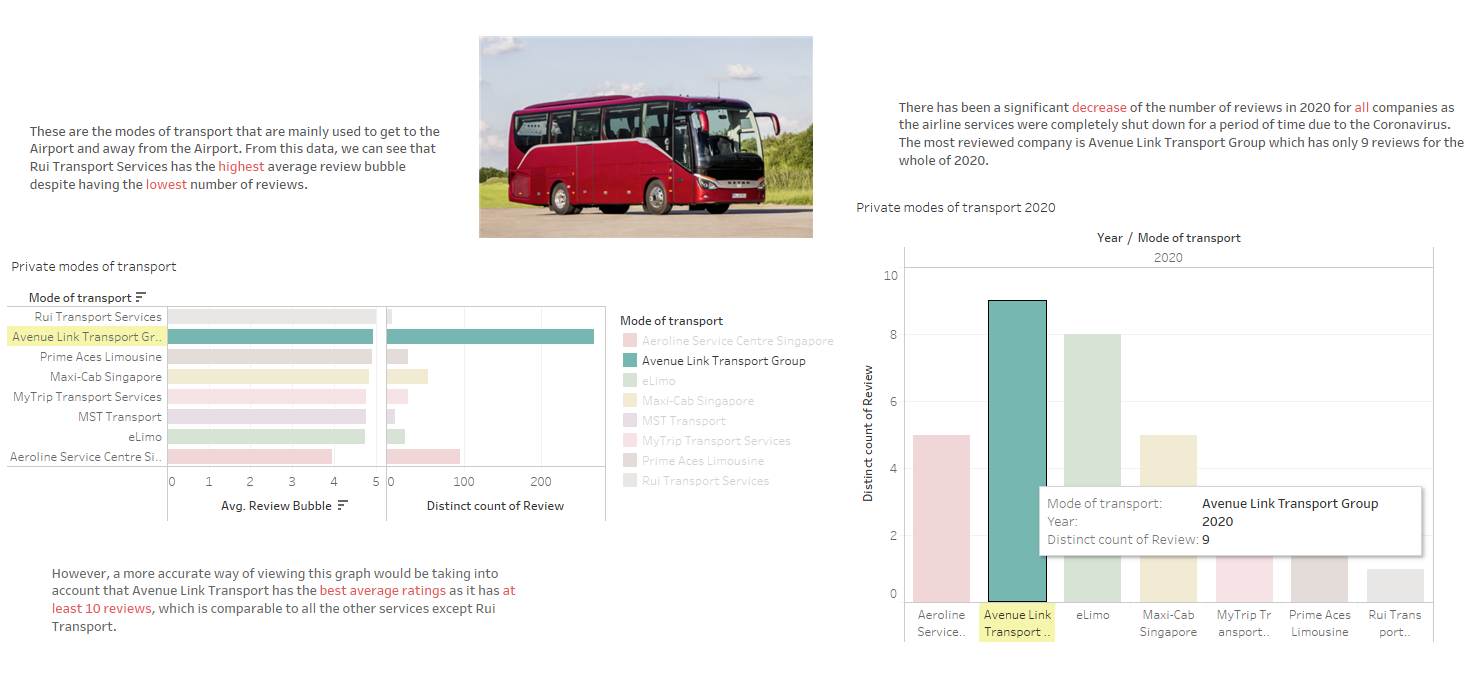 These are the modes of transport that are mainly used to get to the
Airport and away from the Airport. From this data, we can see that
Rui Transport Services has the highest average review bubble
despite having the lowest number of reviews.
There has been a significant decrease of the number of reviews in 2020 for all companies as
the airline services were completely shut down for a period of time due to the Coronavirus.
The most reviewed company is Avenue Link Transport Group which has only 9 reviews for the
whole of 2020.
Private modes of transport
Mode of transport
Rui Transport Services
Avenue Link Transport Gr..
Prime Aces Limousine
Maxi-Cab Singapore
MyTrip Transport Services
MST Transport
eLimo
Aeroline Service Centre Si..
0 1 2 3 4 5 0 100 200
Avg. Review Bubble Distinct count of Review
Mode of transport
Aeroline Service Centre Singapore
Avenue Link Transport Group
eLimo
Maxi-Cab Singapore
MST Transport
MyTrip Transport Services
Prime Aces Limousine
Rui Transport Services
Private modes of transport 2020
Year / Mode of transport
2020
10
8
6
4
2
0
Distinct count of Review
Mode of transport: Avenue Link Transport Group
Year: 2020
Distinct count of Review: 9
Aeroline Avenue Link eLimo Maxi-Cab MyTrip Tr Prime Aces Rui Trans
Service.. Transport .. Singapore ansport.. Limousine port..
However, a more accurate way of viewing this graph would be taking into
account that Avenue Link Transport has the best average ratings as it has at
least 10 reviews, which is comparable to all the other services except Rui
Transport.